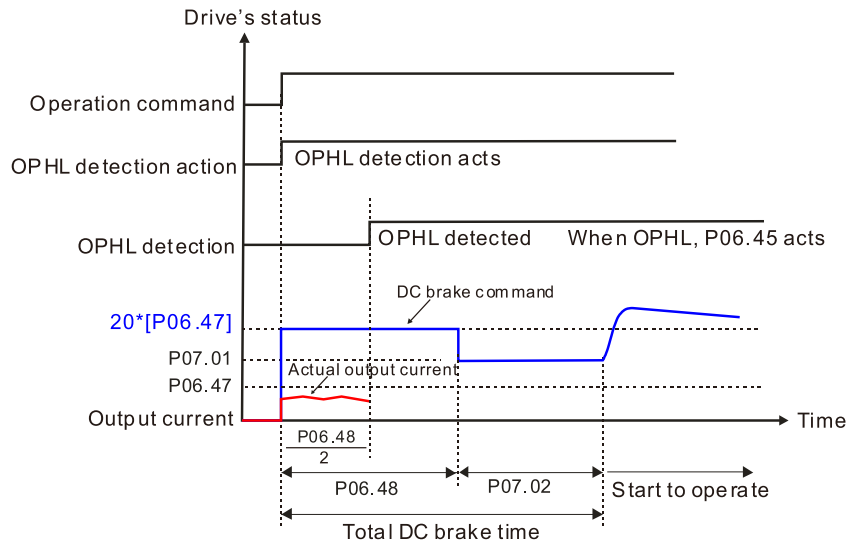 Drive's status
Operation command
OPHL detection action
OPHL detection acts
OPHL detection
OPHL detected
When OPHL, P06.45 acts
DC brake command
20*[P06.47]
P07.01
Actual output current
P06.47
Output current
Time
P06.48
2
P06.48
P07.02
Start to operate
Total DC brake time